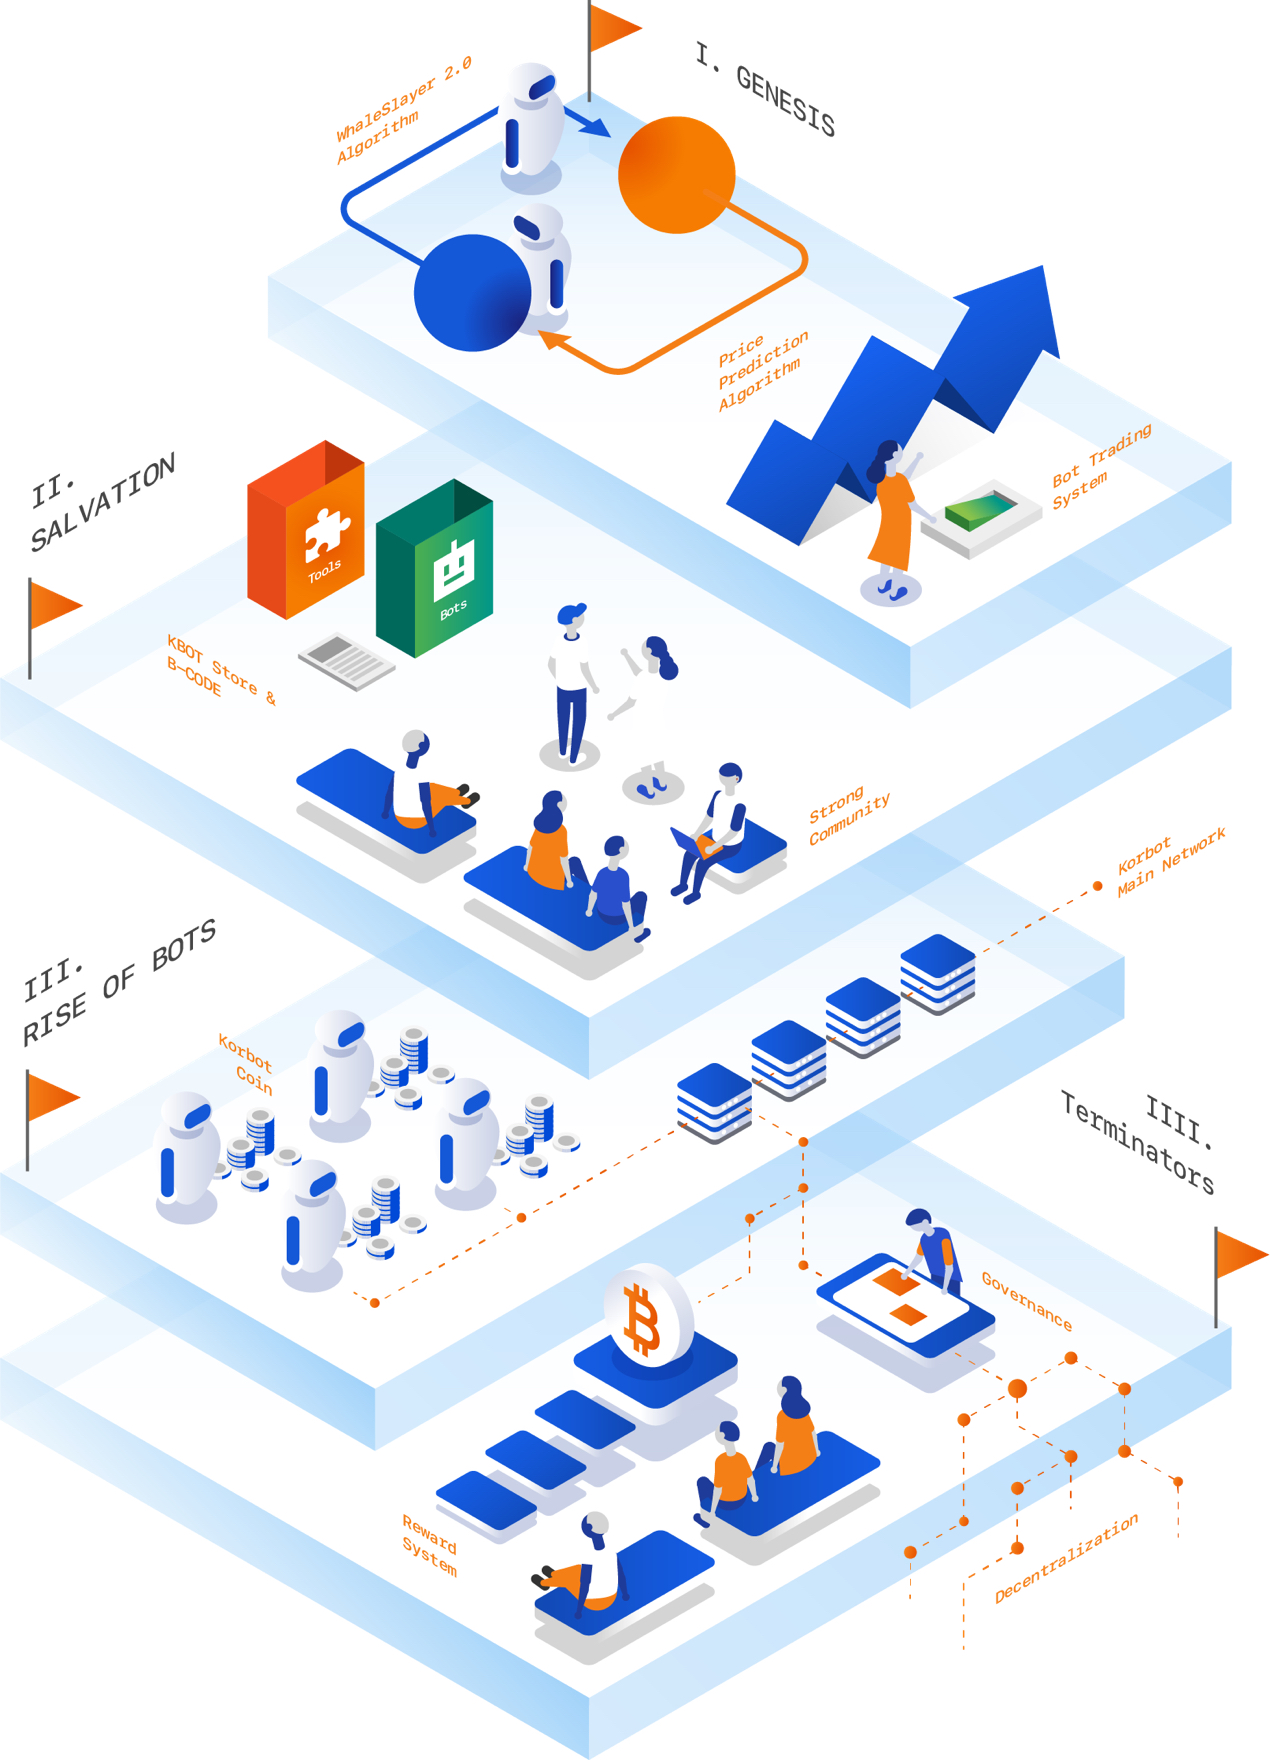 I. GENESIS
WhaleSlayer 2.0
Algorithm
Price
Prediction
Algorithm
Bot Trading
System
II.
SALVATION
Tools
Bots
KBOT Store &
B-CODE
Strong
Community
Korbot
Main Network
III.
RISE OF BOTS
Korbot
Coin
IIII.
Terminators
Governance
Reward
System
Decentralization